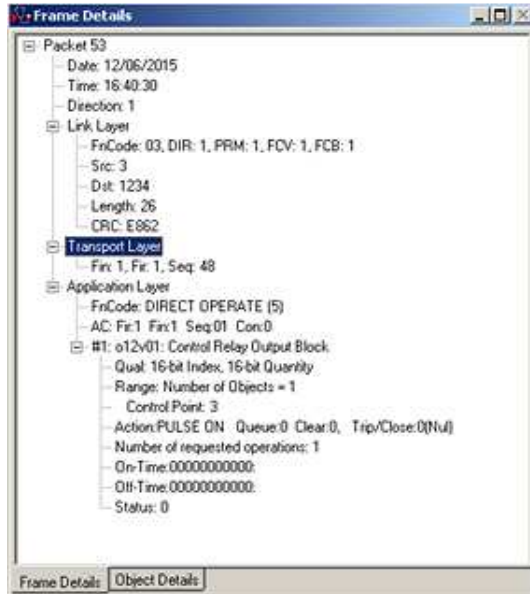 Frame Details
Packet 53
Date: 12/06/2015
Time: 16:40:30
Direction: 1
Link Layer
FnCode: 03, DIR: 1, PRM: 1, FCV: 1, FCB: 1
Src: 3
Dst: 1234
Length: 26
CRC: E862
Transport Layer
Fin: 1, Fir: 1, Seq: 48
Application Layer
FnCode: DIRECT OPERATE (5)
AC: Fir:1 Fin:1 Seq:01 Con:0
#1: o12v01: Control Relay Output Block
Qual: 16-bit Index, 16-bit Quantity
Range: Number of Objects = 1
Control Point: 3
Action:PULSE ON Queue:0 Clear:0, Trip/Close:0(Nul)
Number of requested operations: 1
On-Time:00000000000:
Off-Time:00000000000:
Status: 0
Frame Details Object Details